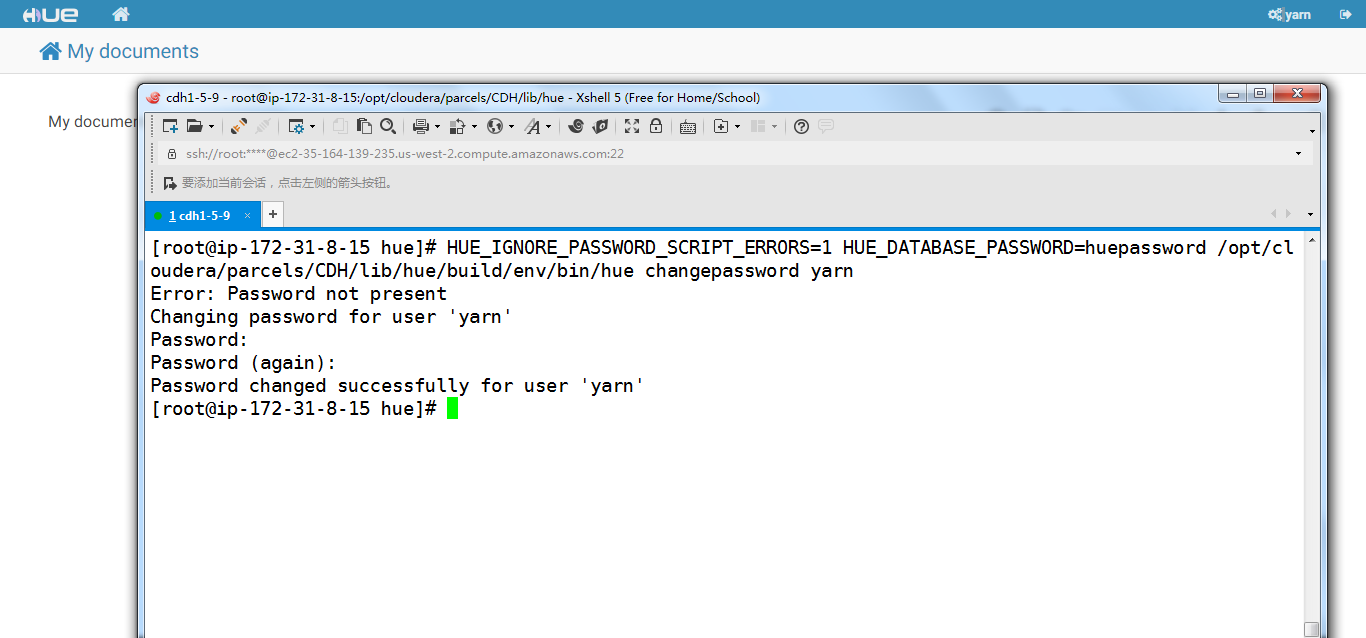 HUE
yarn
My documents
My documen
cdh1-5-9 - root@ip-172-31-8-15:/opt/cloudera/parcels/CDH/lib/hue - Xshell 5 (Free for Home/School)
ssh://root:****@ec2-35-164-139-235.us-west-2.compute.amazonaws.com:22
要添加当前会话，点击左侧的箭头按钮。
1 cdh1-5-9 × +
[root@ip-172-31-8-15 hue]# HUE_IGNORE_PASSWORD_SCRIPT_ERRORS=1 HUE_DATABASE_PASSWORD=huepassword /opt/cl
oudera/parcels/CDH/lib/hue/build/env/bin/hue changepassword yarn
Error: Password not present
Changing password for user 'yarn'
Password:
Password (again):
Password changed successfully for user 'yarn'
[root@ip-172-31-8-15 hue]#